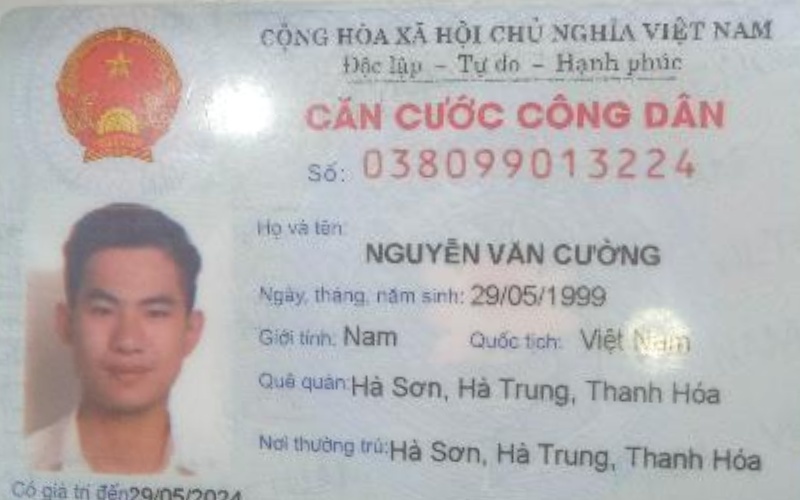 CỘNG HÒA XÃ HỘI CHỦ NGHĨA VIỆT NAM
Độc lập – Tự do – Hạnh phúc
CĂN CƯỚC CÔNG DÂN
Số: 038099013224
Họ và tên:
NGUYỄN VĂN CƯỜNG
Ngày, tháng, năm sinh: 29/05/1999
Giới tính: Nam Quốc tịch: Việt Nam
Quê quán: Hà Sơn, Hà Trung, Thanh Hóa
Nơi thường trú: Hà Sơn, Hà Trung, Thanh Hóa
Có giá trị đến 29/05/2024